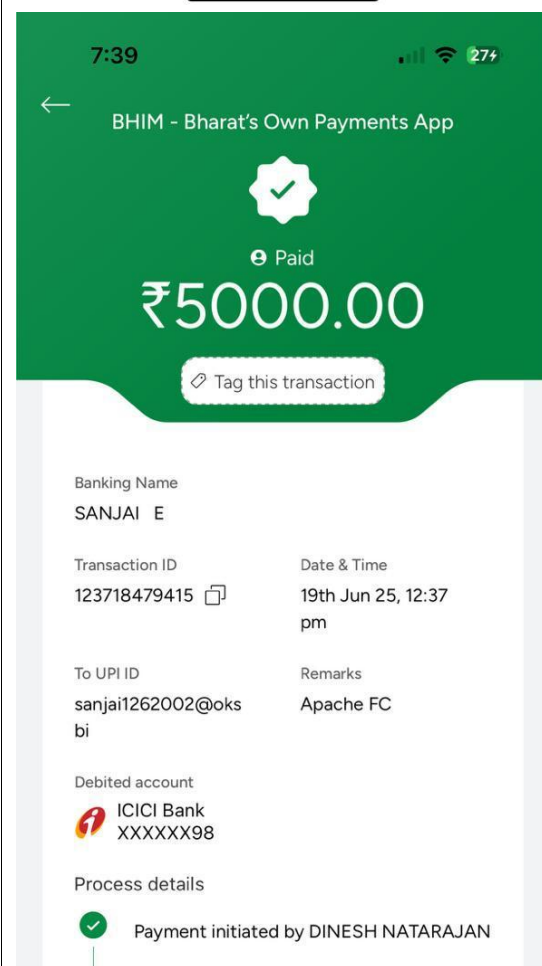 7:39
27
BHIM - Bharat's Own Payments App
Paid
₹5000.00
Tag this transaction
Banking Name
SANJAI E
Transaction ID
Date & Time
123718479415
19th Jun 25, 12:37
pm
To UPI ID
Remarks
sanjai1262002@oks
bi
Apache FC
Debited account
ICICI Bank
XXXXXX98
Process details
Payment initiated by DINESH NATARAJAN